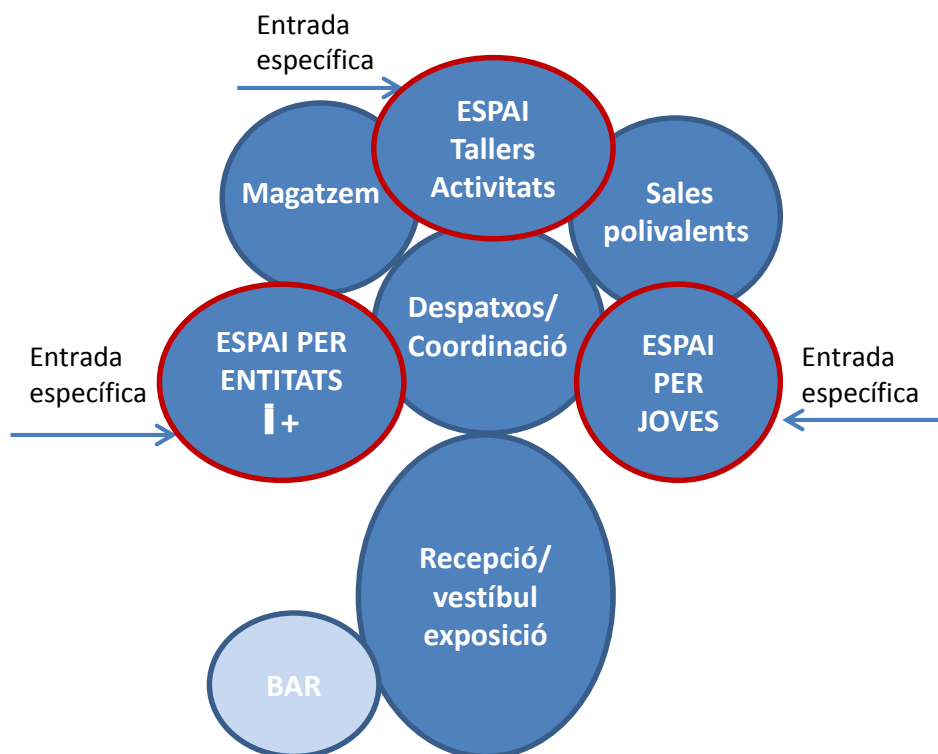 Entrada
específica
ESPAI
Tallers
Activitats
Magatzem
Sales
polivalents
Despatxos/
Coordinació
ESPAI PER
ENTITATS
i +
ESPAI
PER
JOVES
Entrada
específica
Entrada
específica
Recepció/
vestíbul
exposició
BAR